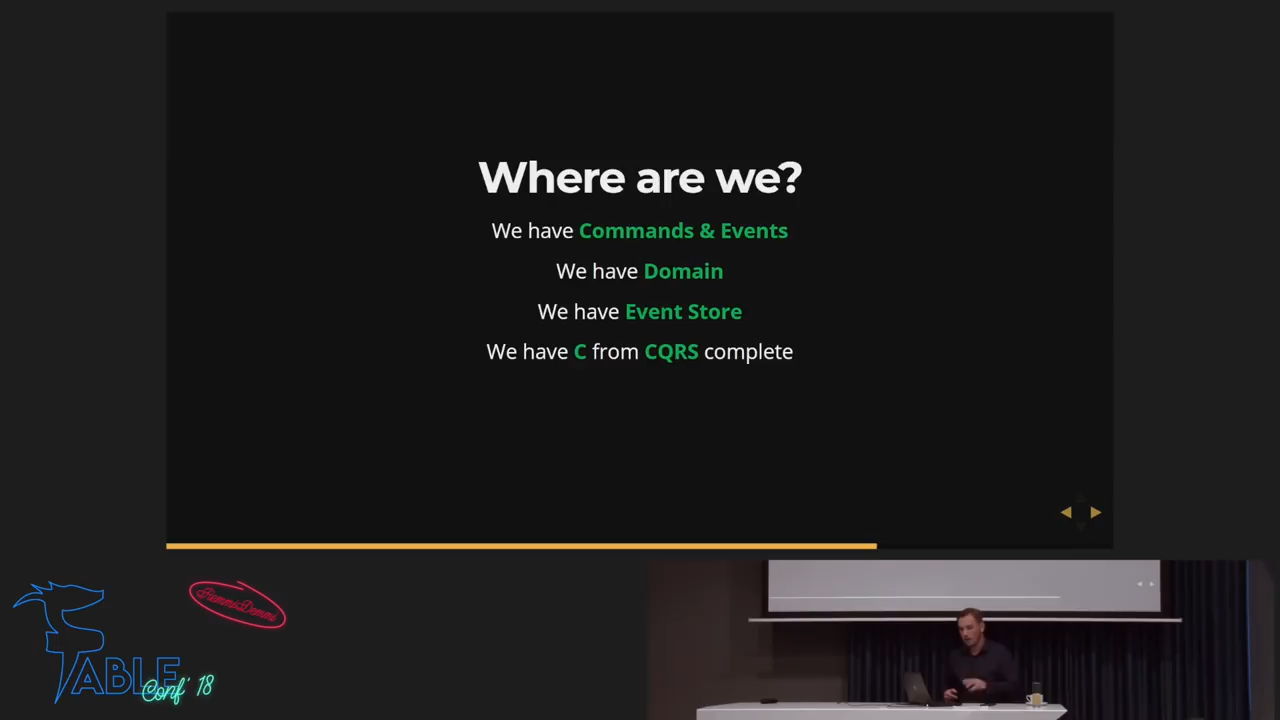 Where are we?
We have Commands & Events
We have Domain
We have Event Store
We have C from CQRS complete
FABLE
Conf' 18